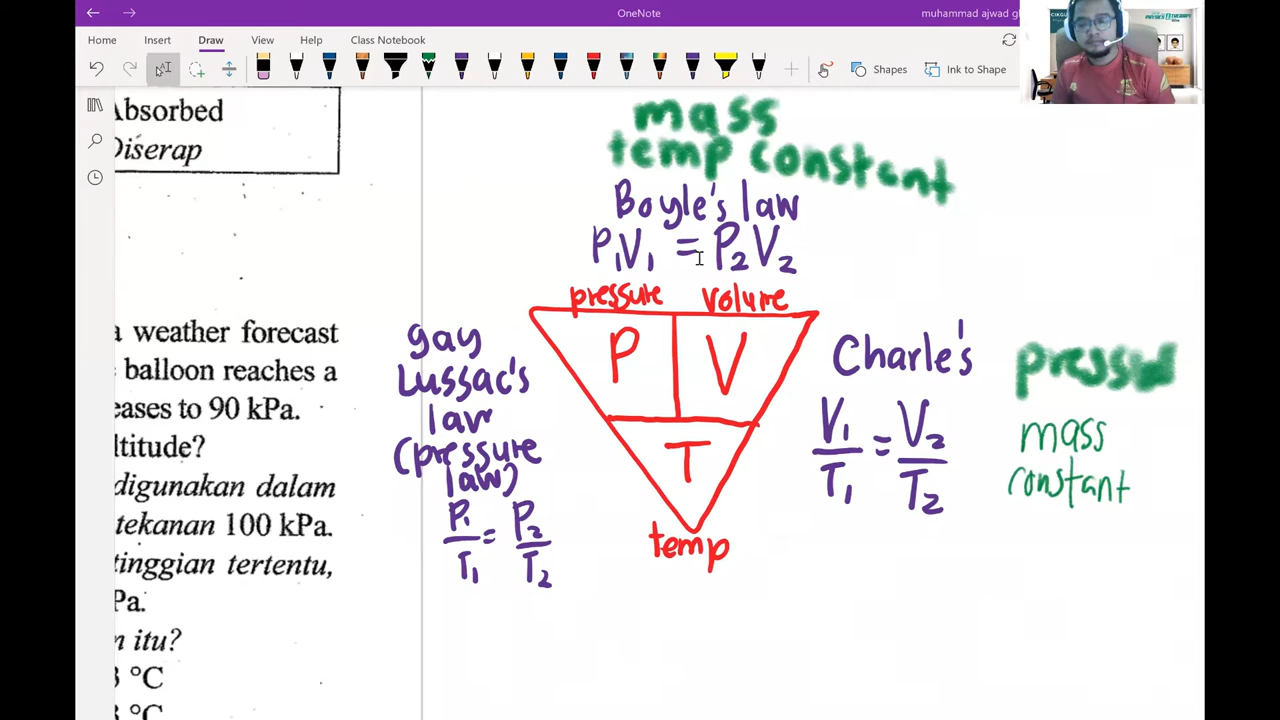 OneNote
muhammad ajwad
Home Insert Draw View Help Class Notebook
Shapes
Ink to Shape
Absorbed
Diserap
a weather forecast
balloon reaches a
eases to 90 kPa.
ltitude?
digunakan dalam
tekanan 100 kPa.
tinggian tertentu,
Pa.
n itu?
°C
°C
mass
temp constant
Boyle's law
P₁V₁ = P₂V₂
pressure volume
P V
T
temp
gay
Lussac's
law
(pressure
law)
P₁/T₁ = P₂/T₂
Charle's
V₁/T₁ = V₂/T₂
pressu
mass
constant